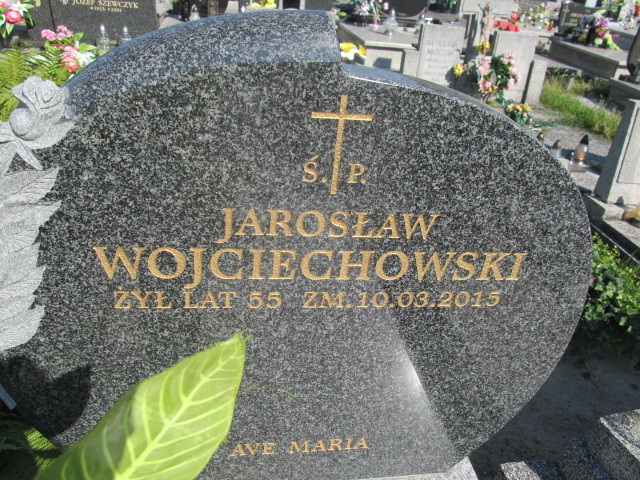 JÓZEF SZEWCZYK
Ś. P.
JAROSŁAW
WOJCIECHOWSKI
ŻYŁ LAT 55 ZM. 10.03.2015
AVE MARIA